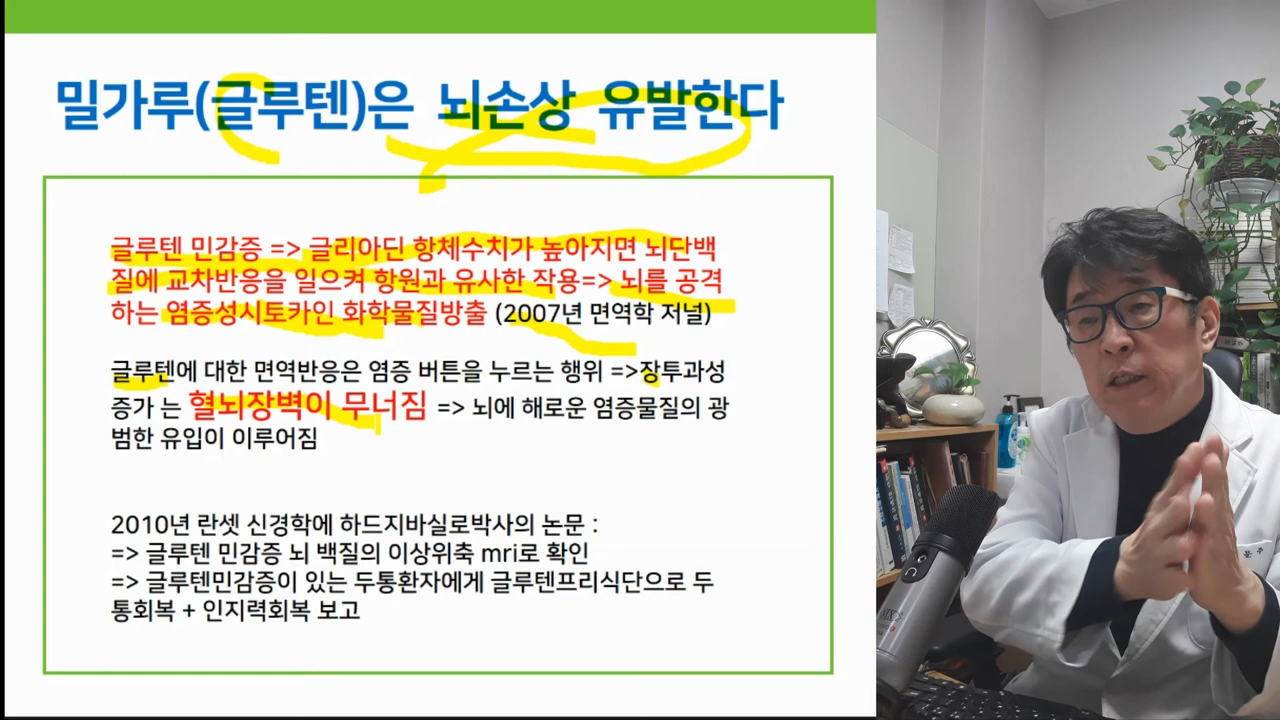 밀가루(글루텐)은 뇌손상 유발한다
글루텐 민감증 => 글리아딘 항체수치가 높아지면 뇌단백
질에 교차반응을 일으켜 항원과 유사한 작용=> 뇌를 공격
하는 염증성시토카인 화학물질방출 (2007년 면역학 저널)
글루텐에 대한 면역반응은 염증 버튼을 누르는 행위 =>장투과성
증가 는 혈뇌장벽이 무너짐 => 뇌에 해로운 염증물질의 광
범한 유입이 이루어짐
2010년 란셋 신경학에 하드지바실로박사의 논문 :
=> 글루텐 민감증 뇌 백질의 이상위축 mri로 확인
=> 글루텐민감증이 있는 두통환자에게 글루텐프리식단으로 두
통회복 + 인지력회복 보고